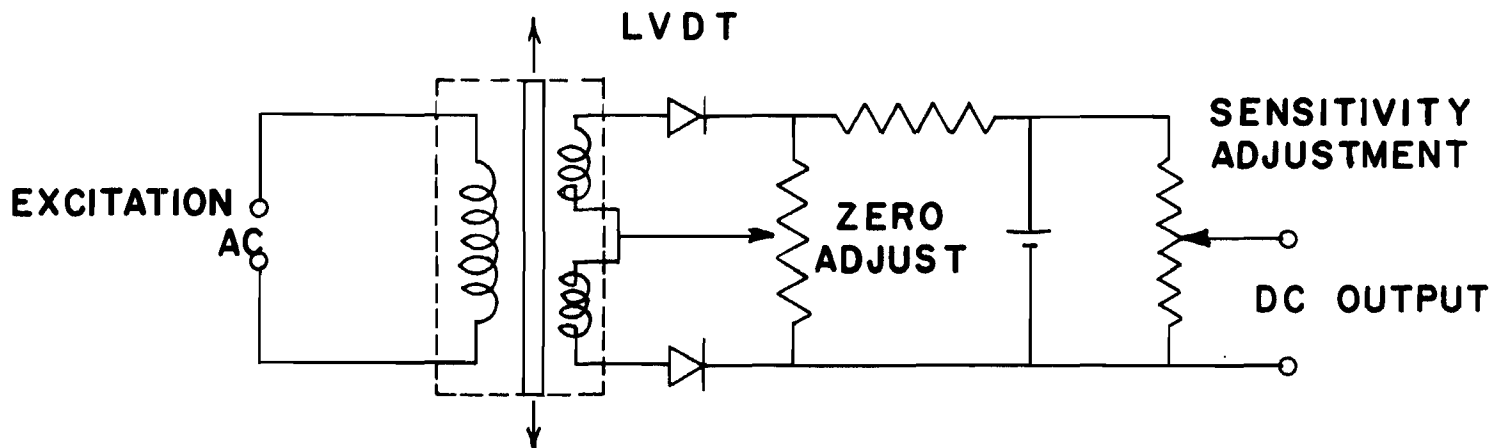 LVDT
SENSITIVITY
ADJUSTMENT
EXCITATION
AC
ZERO
ADJUST
DC OUTPUT